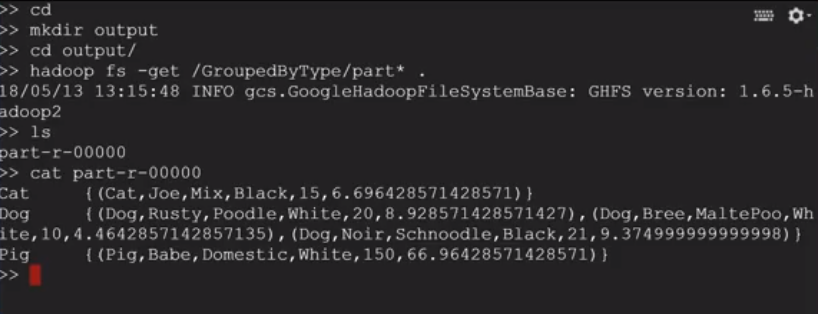 >> cd
>> mkdir output
>> cd output/
>> hadoop fs -get /GroupedByType/part* .
18/05/13 13:15:48 INFO gcs.GoogleHadoopFileSystemBase: GHFS version: 1.6.5-h
adoop2
>> ls
part-r-00000
>> cat part-r-00000
Cat {(Cat,Joe,Mix,Black,15,6.696428571428571)}
Dog {(Dog,Rusty,Poodle,White,20,8.928571428571427),(Dog,Bree,MaltePoo,Wh
ite,10,4.4642857142857135),(Dog,Noir,Schnoodle,Black,21,9.374999999999998)}
Pig {(Pig,Babe,Domestic,White,150,66.96428571428571)}
>>